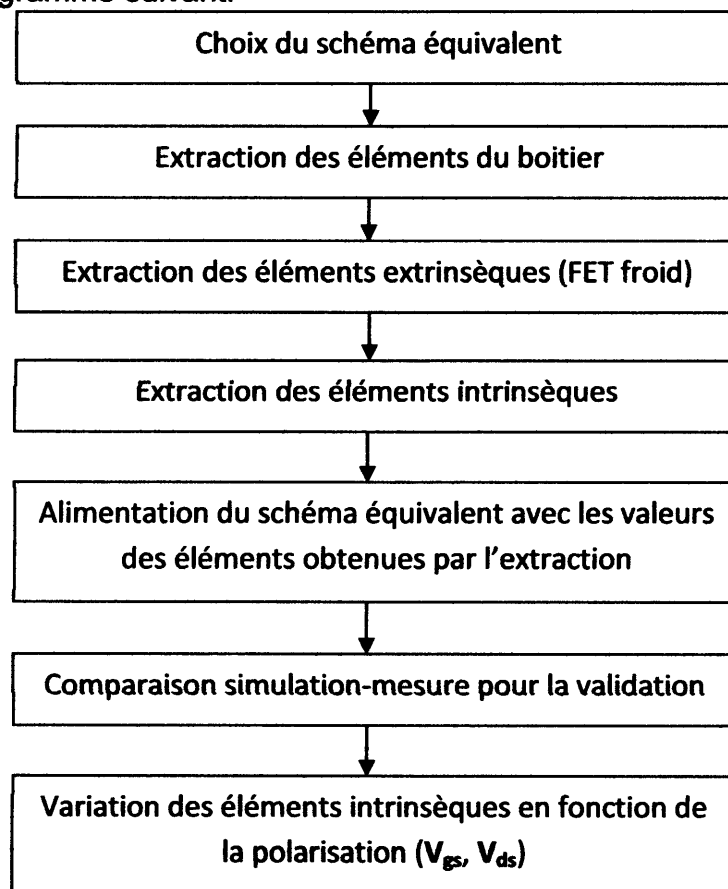 gramme suivant.
Choix du schéma équivalent
Extraction des éléments du boitier
Extraction des éléments extrinsèques (FET froid)
Extraction des éléments intrinsèques
Alimentation du schéma équivalent avec les valeurs
des éléments obtenues par l'extraction
Comparaison simulation-mesure pour la validation
Variation des éléments intrinsèques en fonction de
la polarisation (Vgs, Vds)